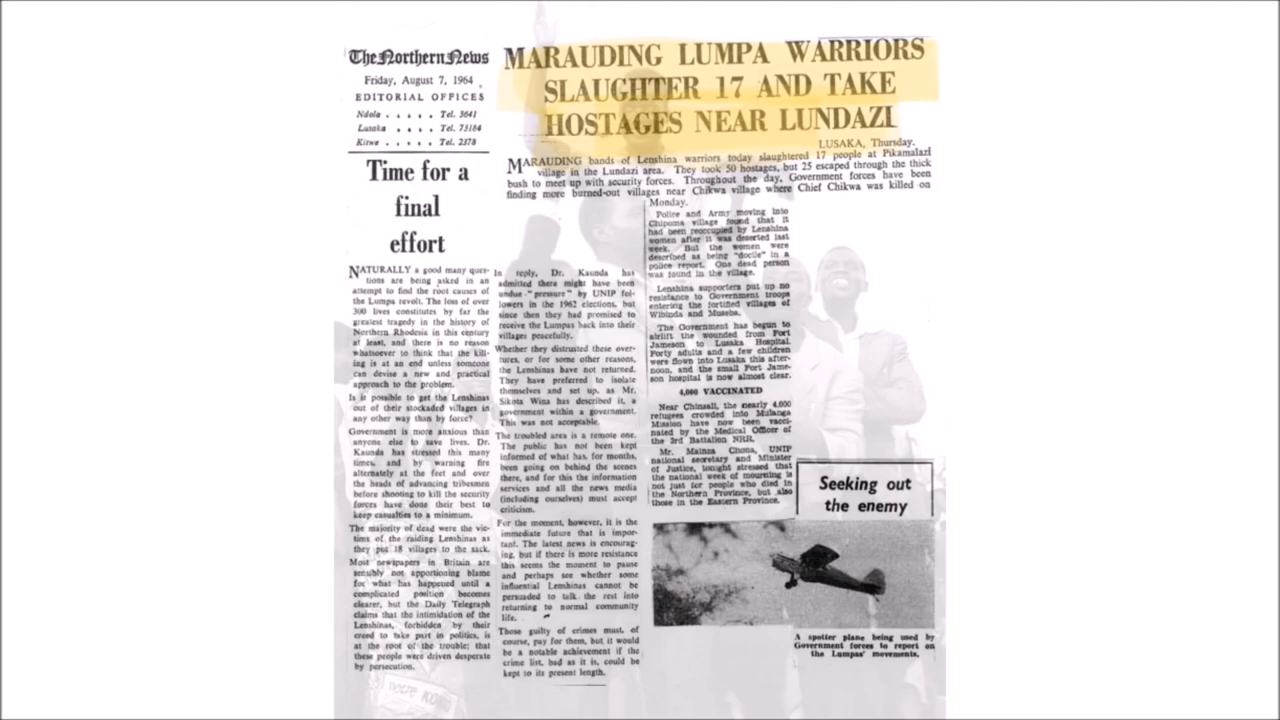 The Northern News
Friday, August 7, 1964
EDITORIAL OFFICES
Ndola . . . . . Tel. 3641
Lusaka . . . . . Tel. 73184
Kitwe . . . . . Tel. 2378
Time for a
final
effort
NATURALLY a good many ques-
tions are being asked in an
attempt to find the root causes of
the Lumpa revolt. The loss of over
300 lives constitutes by far the
greatest tragedy in the history of
Northern Rhodesia in this century
at least, and there is no reason
whatsoever to think that the kill-
ing is at an end unless someone
can devise a new and practical
approach to the problem.
Is it possible to get the Lenshinas
out of their stockaded villages in
any other way than by force?
Government is more anxious than
anyone else to save lives. Dr.
Kaunda has stressed this many
times, and by warning fire
alternately at the feet and over
the heads of advancing tribesmen
before shooting to kill the security
forces have done their best to
keep casualties to a minimum.
The majority of dead were the vic-
tims of the raiding Lenshinas as
they put 18 villages to the sack.
Most newspapers in Britain are
sensibly not apportioning blame
for what has happened until a
complicated position becomes
clearer, but the Daily Telegraph
claims that the intimidation of the
Lenshinas, forbidden by their
creed to take part in politics, is
at the root of the trouble; that
these people were driven desperate
by persecution.
In reply, Dr. Kaunda has
admitted there might have been
undue "pressure" by UNIP fol-
lowers in the 1962 elections, but
since then they had promised to
receive the Lumpas back into their
villages peacefully.
Whether they distrusted these over-
tures, or for some other reasons,
the Lenshinas have not returned.
They have preferred to isolate
themselves and set up, as Mr.
Sikota Wina has described it, a
government within a government.
This was not acceptable.
The troubled area is a remote one.
The public has not been kept
informed of what has, for months,
been going on behind the scenes
there, and for this the information
services and all the news media
(including ourselves) must accept
criticism.
For the moment, however, it is the
immediate future that is impor-
tant. The latest news is encourag-
ing, but if there is more resistance
this seems the moment to pause
and perhaps see whether some
influential Lenshinas cannot be
persuaded to talk the rest into
returning to normal community
life.
Those guilty of crimes must, of
course, pay for them, but it would
be a notable achievement if the
crime list, bad as it is, could be
kept to its present length.
MARAUDING LUMPA WARRIORS
SLAUGHTER 17 AND TAKE
HOSTAGES NEAR LUNDAZI
LUSAKA, Thursday.
MARAUDING bands of Lenshina warriors today slaughtered 17 people at Pikamalazi
village in the Lundazi area. They took 50 hostages, but 25 escaped through the thick
bush to meet up with security forces. Throughout the day, Government forces have been
finding more burned-out villages near Chikwa village where Chief Chikwa was killed on
Monday.
Police and Army moving into
Chipoma village found that it
had been reoccupied by Lenshina
women after it was deserted last
week. But the women were
described as being "docile" in a
police report. One dead person
was found in the village.
Lenshina supporters put up no
resistance to Government troops
entering the fortified villages of
Wibinda and Museba.
The Government has begun to
airlift the wounded from Fort
Jameson to Lusaka Hospital.
Forty adults and a few children
were flown into Lusaka this after-
noon, and the small Fort Jame-
son hospital is now almost clear.
4,000 VACCINATED
Near Chinsali, the nearly 4,000
refugees crowded into Mulanga
Mission have now been vacci-
nated by the Medical Officer of
the 3rd Battalion NRR.
Mr. Mainza Chona, UNIP
national secretary and Minister
of Justice, tonight stressed that
the national week of mourning is
not just for people who died in
the Northern Province, but also
those in the Eastern Province.
Seeking out
the enemy
A spotter plane being used by
Government forces to report on
the Lumpas' movements.